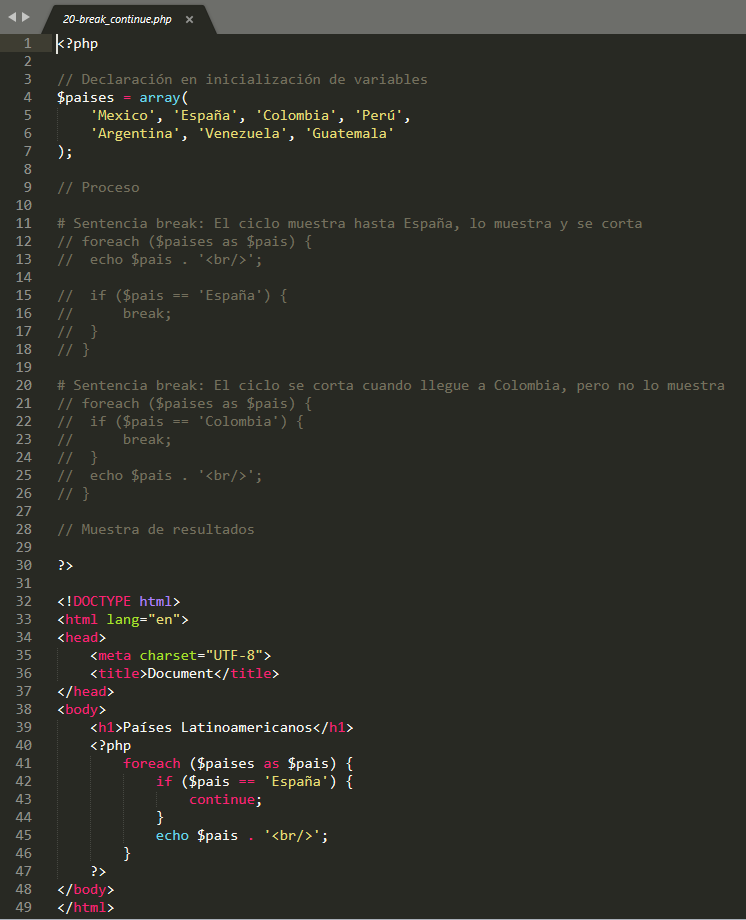 20-break_continue.php ×
1 <?php
2
3 // Declaración en inicialización de variables
4 $paises = array(
5     'Mexico', 'España', 'Colombia', 'Perú',
6     'Argentina', 'Venezuela', 'Guatemala'
7 );
8
9 // Proceso
10
11 # Sentencia break: El ciclo muestra hasta España, lo muestra y se corta
12 // foreach ($paises as $pais) {
13 //  echo $pais . '<br/>';
14
15 //  if ($pais == 'España') {
16 //      break;
17 //  }
18 // }
19
20 # Sentencia break: El ciclo se corta cuando llegue a Colombia, pero no lo muestra
21 // foreach ($paises as $pais) {
22 //  if ($pais == 'Colombia') {
23 //      break;
24 //  }
25 //  echo $pais . '<br/>';
26 // }
27
28 // Muestra de resultados
29
30 ?>
31
32 <!DOCTYPE html>
33 <html lang="en">
34 <head>
35     <meta charset="UTF-8">
36     <title>Document</title>
37 </head>
38 <body>
39     <h1>Países Latinoamericanos</h1>
40     <?php
41         foreach ($paises as $pais) {
42             if ($pais == 'España') {
43                 continue;
44             }
45             echo $pais . '<br/>';
46         }
47     ?>
48 </body>
49 </html>